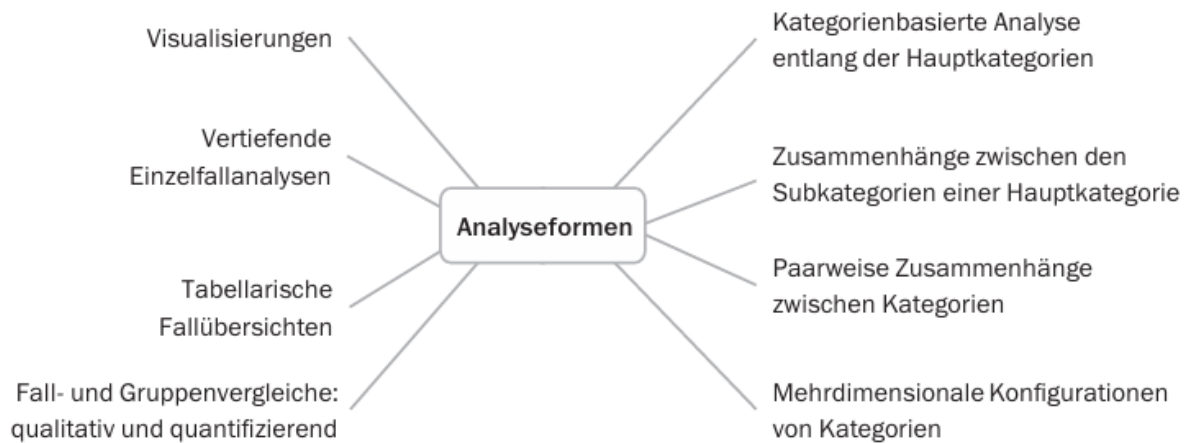 Visualisierungen
Vertiefende
Einzelfallanalysen
Tabellarische
Fallübersichten
Fall- und Gruppenvergleiche:
qualitativ und quantifizierend
Analyseformen
Kategorienbasierte Analyse
entlang der Hauptkategorien
Zusammenhänge zwischen den
Subkategorien einer Hauptkategorie
Paarweise Zusammenhänge
zwischen Kategorien
Mehrdimensionale Konfigurationen
von Kategorien